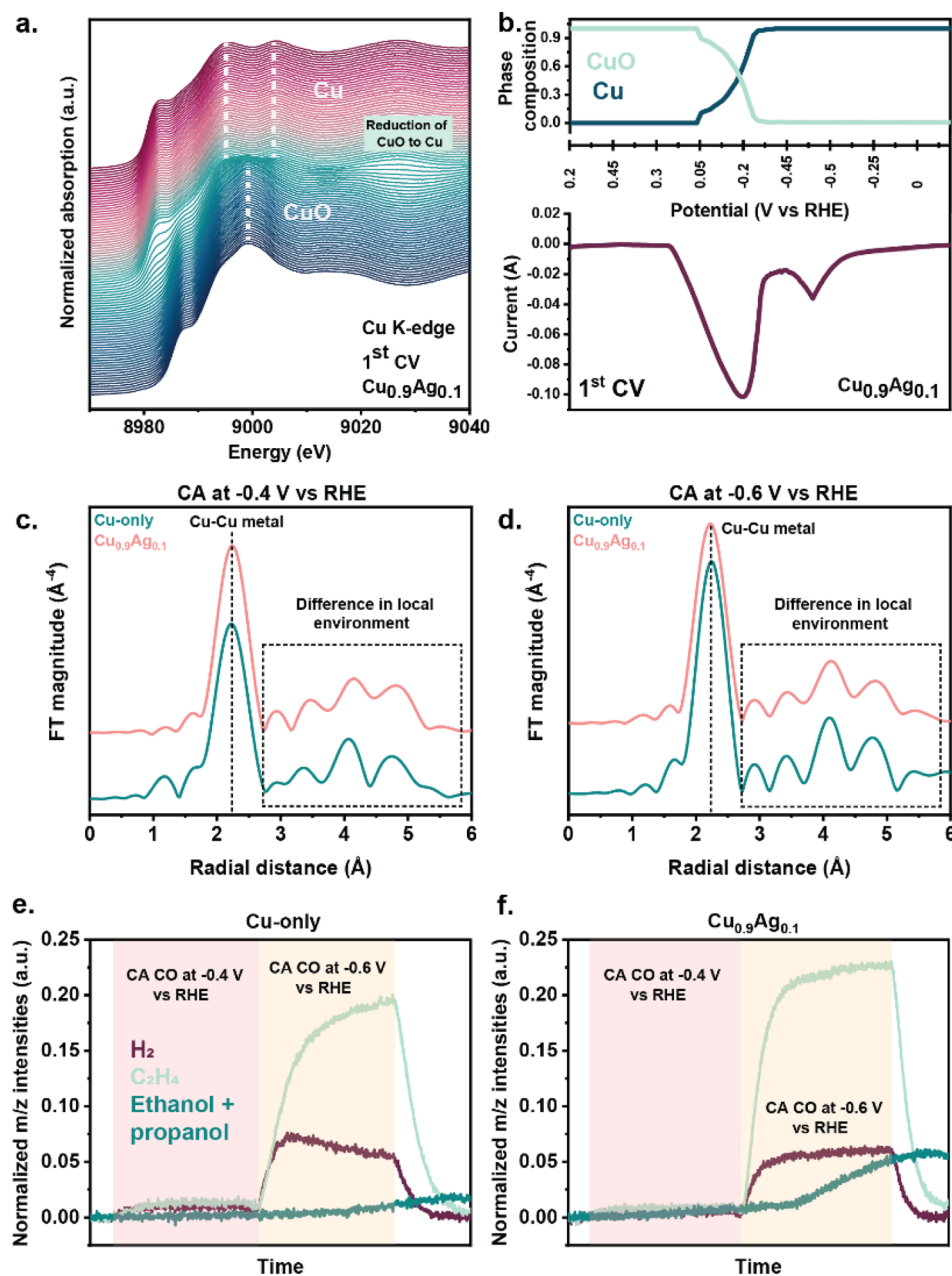 a.
Normalized absorption (a.u.)
Cu
Reduction of
CuO to Cu
CuO
Cu K-edge
1st CV
Cu0.9Ag0.1
8980 9000 9020 9040
Energy (eV)
b.
Phase
composition
0.9
0.6
0.3
0.0
CuO
Cu
0.2 0.3 0.05 -0.2 -0.45 -0.5 -0.25 0
Potential (V vs RHE)
Current (A)
0.02
0.00
-0.02
-0.04
-0.06
-0.08
-0.10
1st CV
Cu0.9Ag0.1
c.
CA at -0.4 V vs RHE
Cu-only
Cu0.9Ag0.1
Cu-Cu metal
Difference in local
environment
FT magnitude (Å-4)
0 1 2 3 4 5 6
Radial distance (Å)
d.
CA at -0.6 V vs RHE
Cu-only
Cu0.9Ag0.1
Cu-Cu metal
Difference in local
environment
FT magnitude (Å-4)
0 1 2 3 4 5 6
Radial distance (Å)
e.
Cu-only
Normalized m/z intensities (a.u.)
0.25
0.20
0.15
0.10
0.05
0.00
CA CO at -0.4 V
vs RHE
CA CO at -0.6 V
vs RHE
H2
C2H4
Ethanol +
propanol
Time
f.
Cu0.9Ag0.1
Normalized m/z intensities (a.u.)
0.25
0.20
0.15
0.10
0.05
0.00
CA CO at -0.4 V
vs RHE
CA CO at -0.6 V
vs RHE
Time